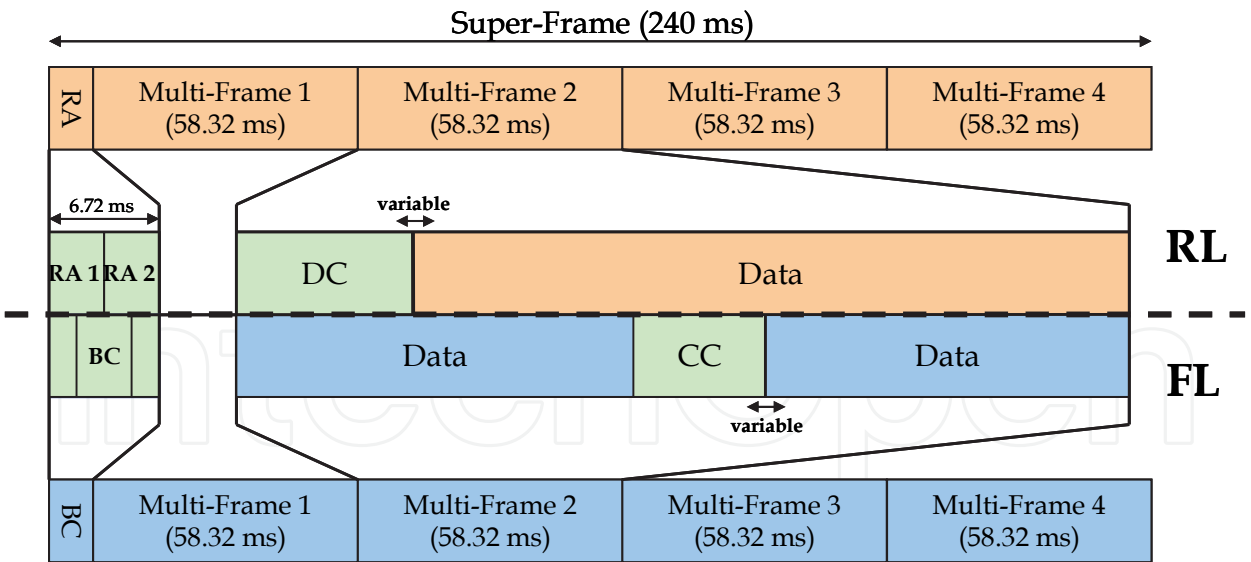 Super-Frame (240 ms)
RA
Multi-Frame 1
(58.32 ms)
Multi-Frame 2
(58.32 ms)
Multi-Frame 3
(58.32 ms)
Multi-Frame 4
(58.32 ms)
6.72 ms
variable
RA 1
RA 2
DC
Data
RL
BC
Data
CC
Data
FL
variable
BC
Multi-Frame 1
(58.32 ms)
Multi-Frame 2
(58.32 ms)
Multi-Frame 3
(58.32 ms)
Multi-Frame 4
(58.32 ms)
intechopen